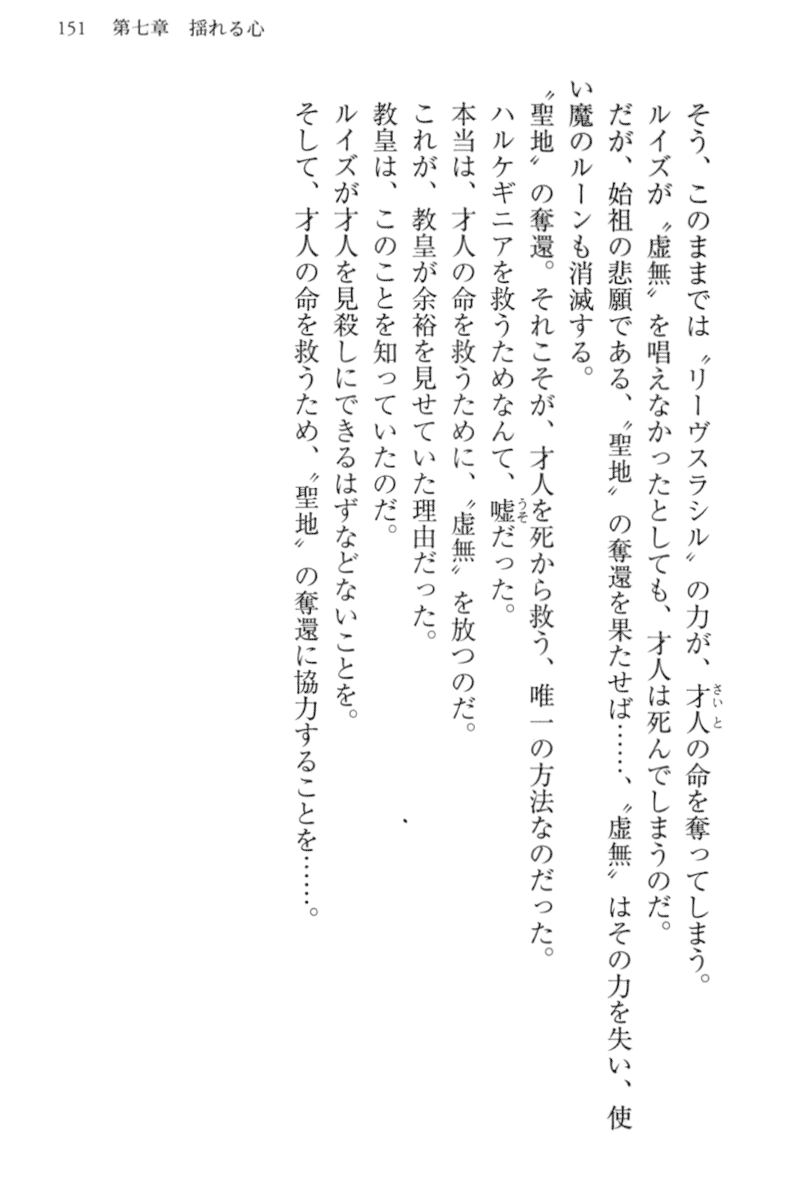 151　第七章　揺れる心
そう、このままでは〝リーヴスラシル〟の力が、才人の命を奪ってしまう。
さいと
ルイズが〝虚無〟を唱えなかったとしても、才人は死んでしまうのだ。
だが、始祖の悲願である、〝聖地〟の奪還を果たせば……、〝虚無〟はその力を失い、使
い魔のルーンも消滅する。
〝聖地〟の奪還。それこそが、才人を死から救う、唯一の方法なのだった。
ハルケギニアを救うためなんて、嘘だった。
うそ
本当は、才人の命を救うために、〝虚無〟を放つのだ。
これが、教皇が余裕を見せていた理由だった。
教皇は、このことを知っていたのだ。
ルイズが才人を見殺しにできるはずなどないことを。
そして、才人の命を救うため、〝聖地〟の奪還に協力することを……。